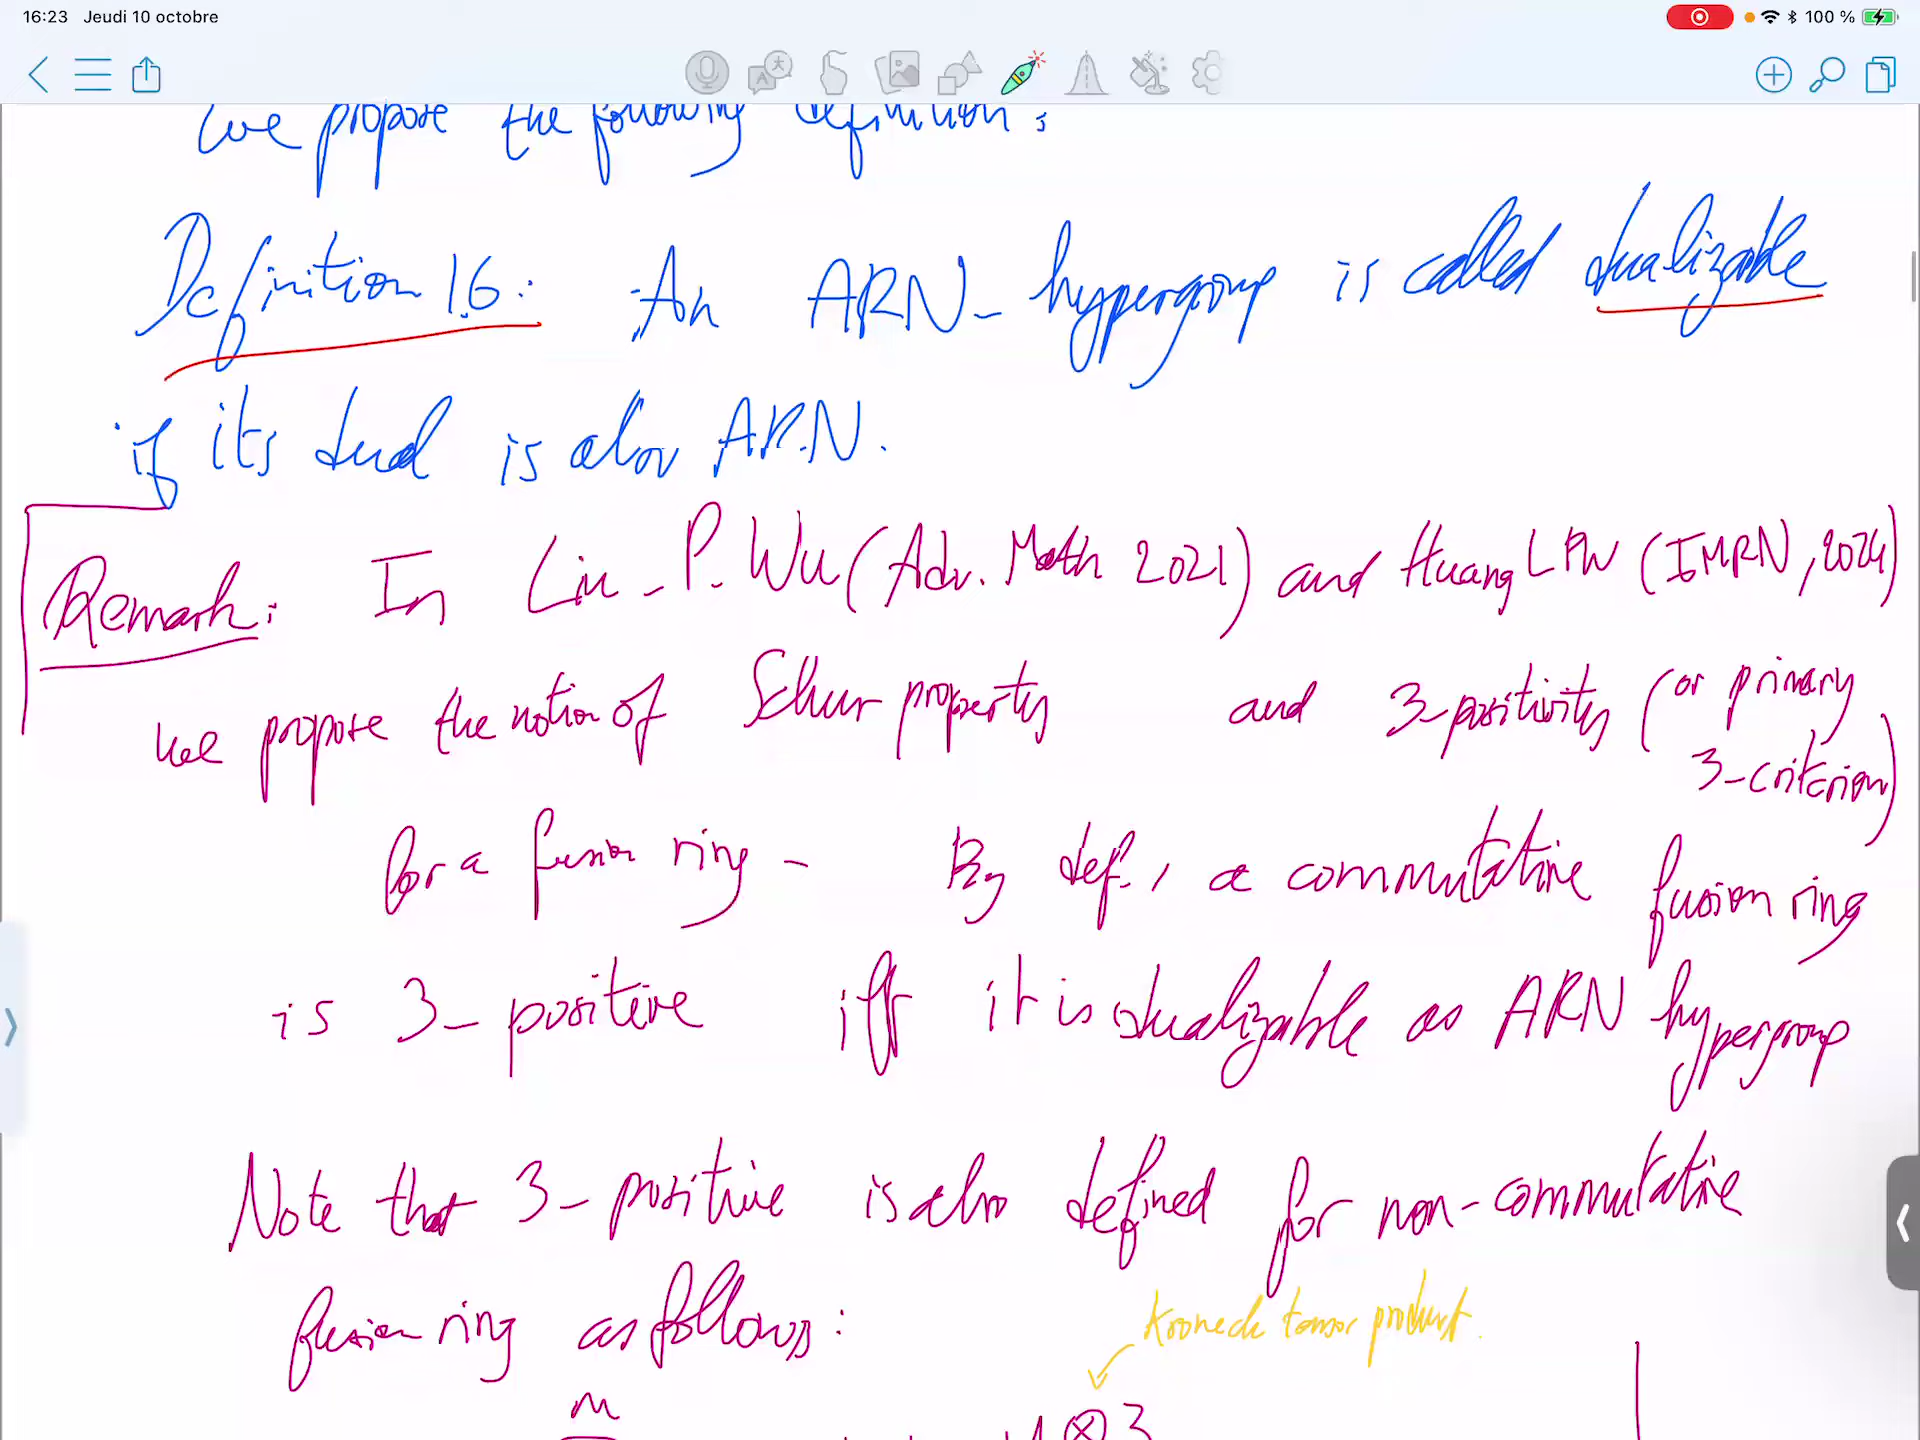 16:23 Jeudi 10 octobre 100 %
we propose the following definition:
Definition 1.6: An ARN-hypergroup is called dualizable
if its dual is also ARN.
Remark: In Liu-P.Wu (Adv. Math 2021) and Huang LPW (IMRN, 2024)
we propose the notion of Schur property and 3-positivity (or primary
3-criterion)
for a fusion ring - By def., a commutative fusion ring
is 3-positive iff it is dualizable as ARN hypergroup
Note that 3-positive is also defined for non-commutative
fusion ring as follows:
Kroneck tensor product.
M
⊗3